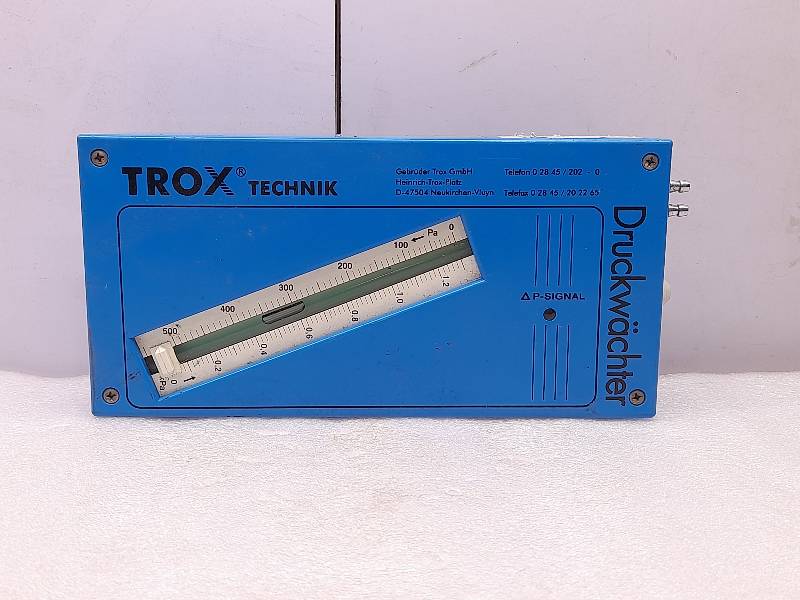 TROX® TECHNIK
Gebrüder Trox GmbH Telefon 0 28 45 / 202 - 0
Heinrich-Trox-Platz
D-47504 Neukirchen-Vluyn Telefax 0 28 45 / 20 22 65
Druckwächter
Δ P-SIGNAL
500 400 300 200 100 ← Pa 0
Pa 0 → 0,2 0,4 0,6 0,8 1,0 1,2